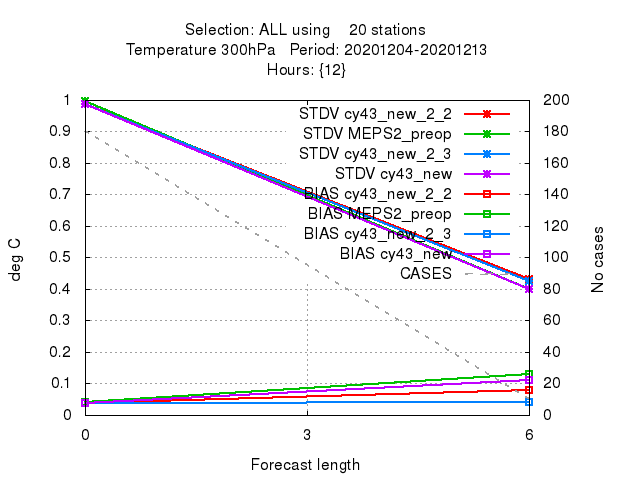 Selection: ALL using 20 stations
Temperature 300hPa Period: 20201204-20201213
Hours: {12}
1 200
STDV cy43_new_2_2
0.9 180
STDV MEPS2_preop
0.8 160
STDV cy43_new_2_3
STDV cy43_new
0.7 140
BIAS cy43_new_2_2
0.6 120
BIAS MEPS2_preop
BIAS cy43_new_2_3
0.5 100
BIAS cy43_new
CASES
0.4 80
0.3 60
0.2 40
0.1 20
0 0
deg C
No cases
0 3 6
Forecast length